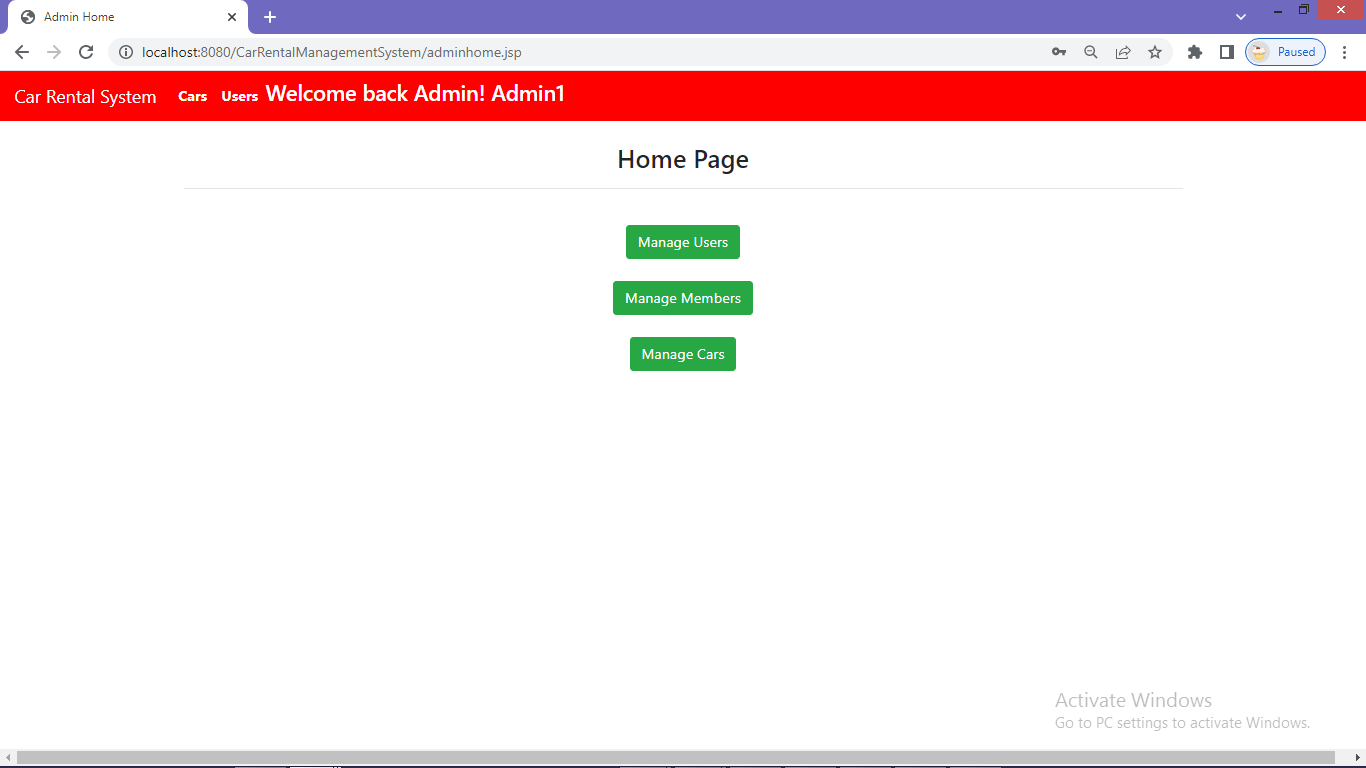 Admin Home
localhost:8080/CarRentalManagementSystem/adminhome.jsp
Paused
Car Rental System Cars Users Welcome back Admin! Admin1
Home Page
Manage Users
Manage Members
Manage Cars
Activate Windows
Go to PC settings to activate Windows.